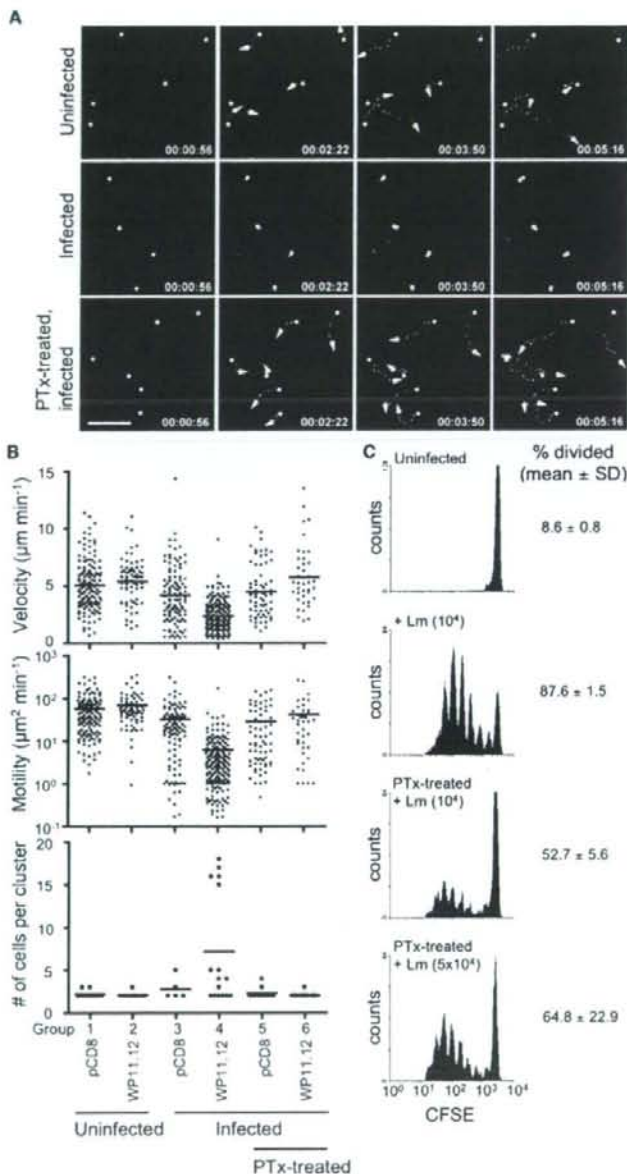 A
Uninfected
00:00:56
00:02:22
00:03:50
00:05:16
Infected
00:00:56
00:02:22
00:03:50
00:05:16
PTx-treated,
infected
00:00:56
00:02:22
00:03:50
00:05:16
B
Velocity (µm min⁻¹)
15
10
5
0
Motility (µm² min⁻¹)
10³
10²
10¹
10⁰
10⁻¹
# of cells per cluster
20
15
10
5
0
Group 1 2 3 4 5 6
pCD8 WP11.12 pCD8 WP11.12 pCD8 WP11.12
Uninfected Infected
PTx-treated
C
% divided
(mean ± SD)
Uninfected
counts
8.6 ± 0.8
+ Lm (10⁴)
counts
87.6 ± 1.5
PTx-treated
+ Lm (10⁴)
counts
52.7 ± 5.6
PTx-treated
+ Lm (5x10⁴)
counts
64.8 ± 22.9
10⁰ 10¹ 10² 10³ 10⁴
CFSE